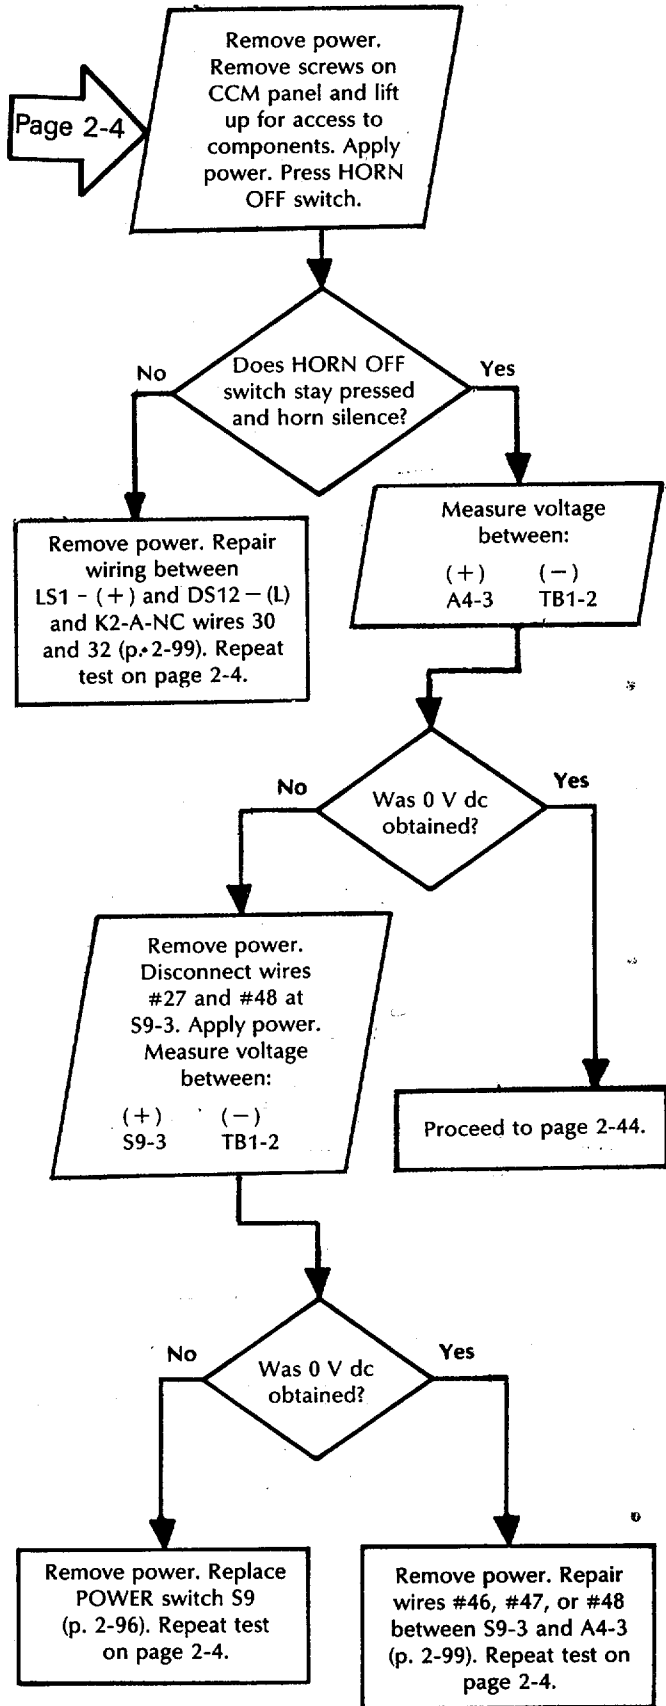 Page 2-4
Remove power.
Remove screws on
CCM panel and lift
up for access to
components. Apply
power. Press HORN
OFF switch.
No
Does HORN OFF
switch stay pressed
and horn silence?
Yes
Remove power. Repair
wiring between
LS1 - (+) and DS12 — (L)
and K2-A-NC wires 30
and 32 (p. 2-99). Repeat
test on page 2-4.
Measure voltage
between:
(+) (—)
A4-3 TB1-2
No
Was 0 V dc
obtained?
Yes
Remove power.
Disconnect wires
#27 and #48 at
S9-3. Apply power.
Measure voltage
between:
(+) (—)
S9-3 TB1-2
Proceed to page 2-44.
No
Was 0 V dc
obtained?
Yes
Remove power. Replace
POWER switch S9
(p. 2-96). Repeat test
on page 2-4.
Remove power. Repair
wires #46, #47, or #48
between S9-3 and A4-3
(p. 2-99). Repeat test on
page 2-4.